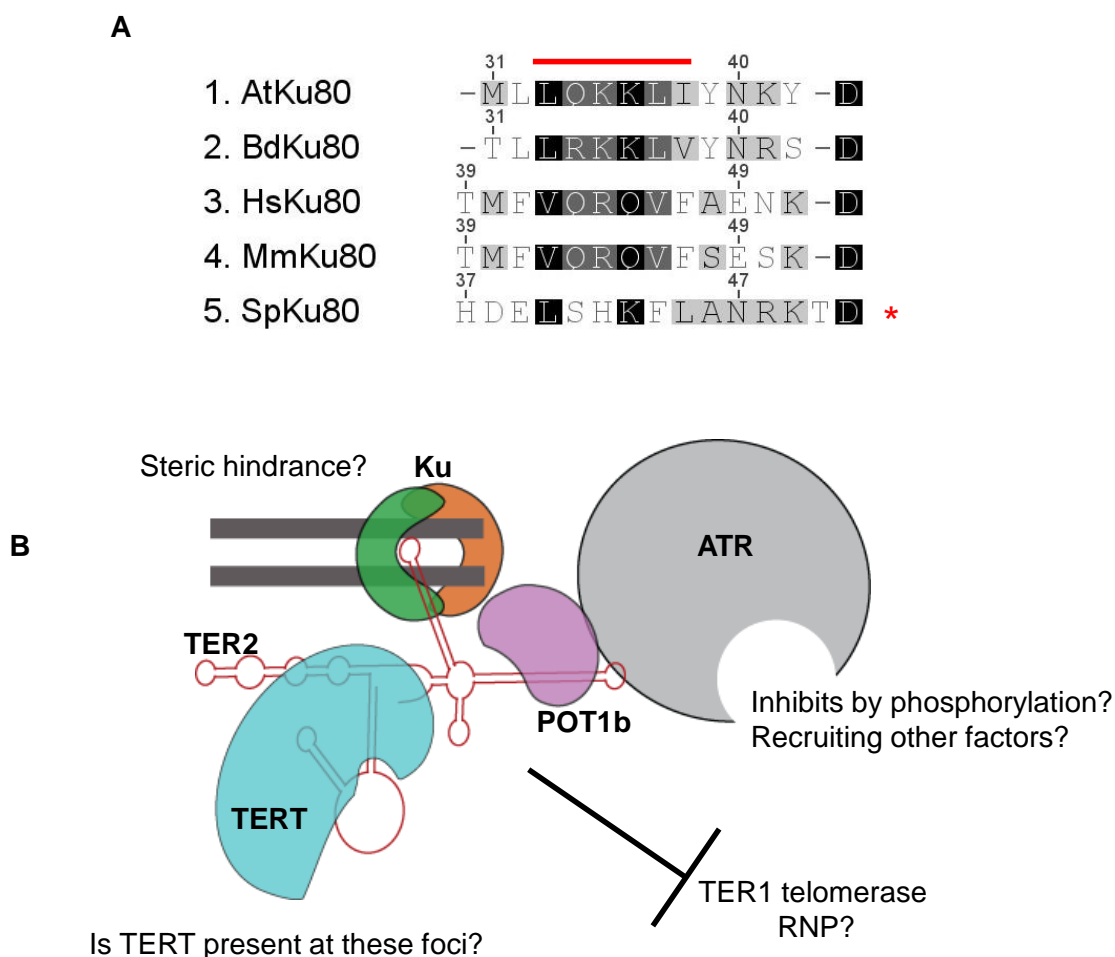 A
31 40
1. AtKu80 -MLLQKKLIYNKY-D
31 40
2. BdKu80 -TLLRKKLVYNRS-D
39 49
3. HsKu80 TMFVQRQVFAENK-D
39 49
4. MmKu80 TMFVQRQVFSESK-D
37 47
5. SpKu80 HDELSHKFLANRKTD *
Steric hindrance? Ku
B
ATR
TER2
Inhibits by phosphorylation?
POT1b
Recruiting other factors?
TERT
TER1 telomerase
RNP?
Is TERT present at these foci?